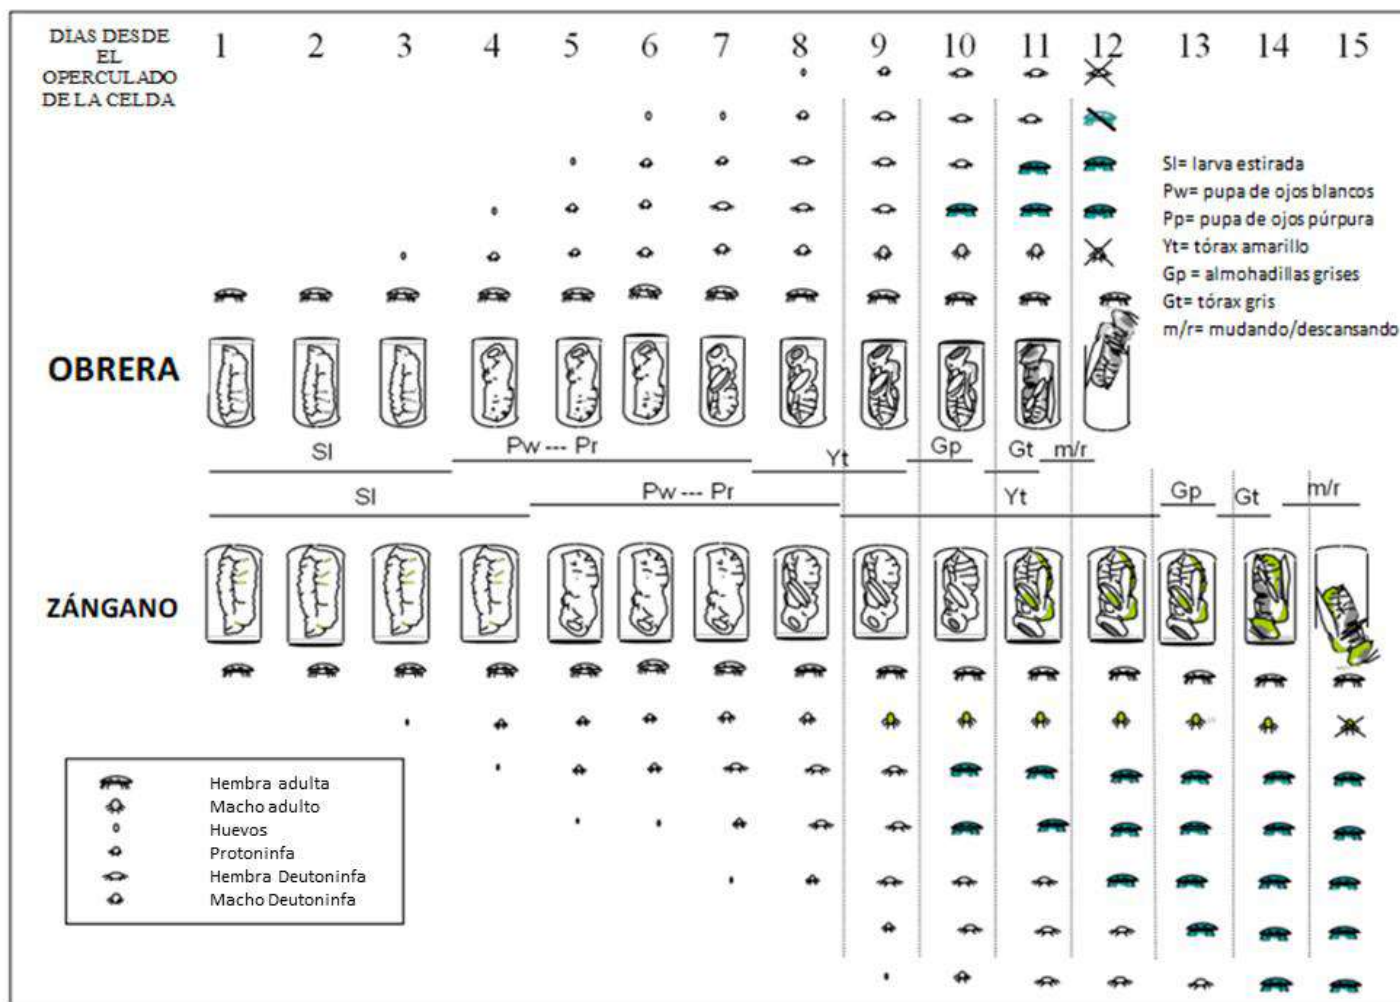 DÍAS DESDE
EL
OPERCULADO
DE LA CELDA
1 2 3 4 5 6 7 8 9 10 11 12 13 14 15
Sl= larva estirada
Pw= pupa de ojos blancos
Pp= pupa de ojos púrpura
Yt= tórax amarillo
Gp = almohadillas grises
Gt= tórax gris
m/r= mudando/descansando
OBRERA
Sl Pw --- Pr Yt Gp Gt m/r
Sl Pw --- Pr Yt Gp Gt m/r
ZÁNGANO
Hembra adulta
Macho adulto
Huevos
Protoninfa
Hembra Deutoninfa
Macho Deutoninfa